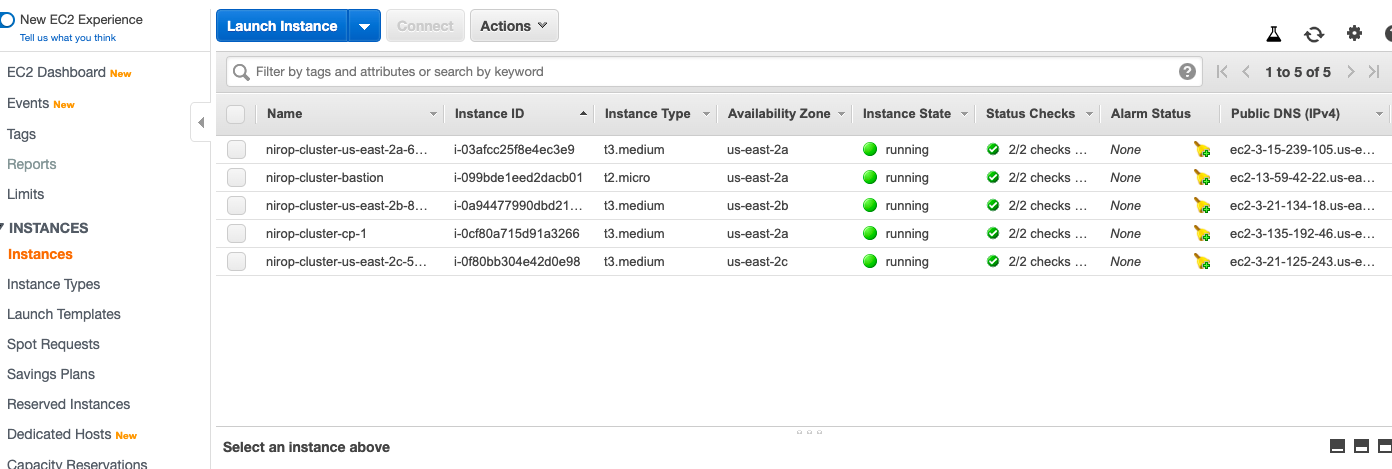 New EC2 Experience
Tell us what you think
EC2 Dashboard New
Events New
Tags
Reports
Limits
INSTANCES
Instances
Instance Types
Launch Templates
Spot Requests
Savings Plans
Reserved Instances
Dedicated Hosts New
Capacity Reservations
Launch Instance Connect Actions
Filter by tags and attributes or search by keyword 1 to 5 of 5
Name Instance ID Instance Type Availability Zone Instance State Status Checks Alarm Status Public DNS (IPv4)
nirop-cluster-us-east-2a-6... i-03afcc25f8e4ec3e9 t3.medium us-east-2a running 2/2 checks ... None ec2-3-15-239-105.us-e...
nirop-cluster-bastion i-099bde1eed2dacb01 t2.micro us-east-2a running 2/2 checks ... None ec2-13-59-42-22.us-ea...
nirop-cluster-us-east-2b-8... i-0a94477990dbd21... t3.medium us-east-2b running 2/2 checks ... None ec2-3-21-134-18.us-ea...
nirop-cluster-cp-1 i-0cf80a715d91a3266 t3.medium us-east-2a running 2/2 checks ... None ec2-3-135-192-46.us-e...
nirop-cluster-us-east-2c-5... i-0f80bb304e42d0e98 t3.medium us-east-2c running 2/2 checks ... None ec2-3-21-125-243.us-e...
Select an instance above